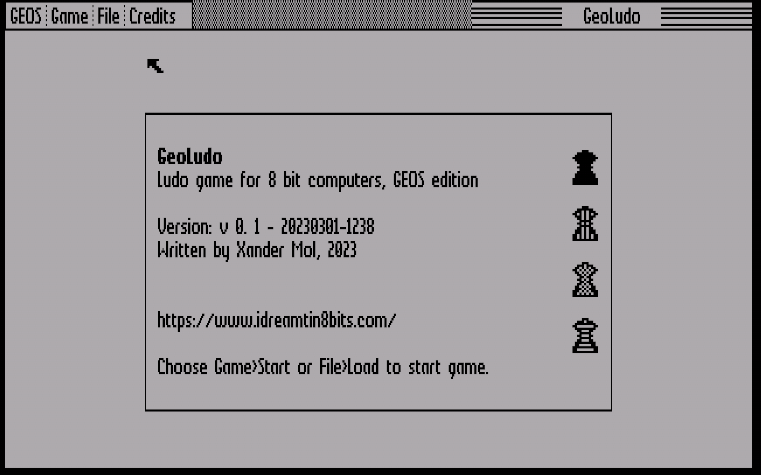 GEOS Game File Credits GeoLudo
GeoLudo
Ludo game for 8 bit computers, GEOS edition
Version: v 0. 1 - 20230301-1238
Written by Xander Mol, 2023
https://www.idreamtin8bits.com/
Choose Game>Start or File>Load to start game.